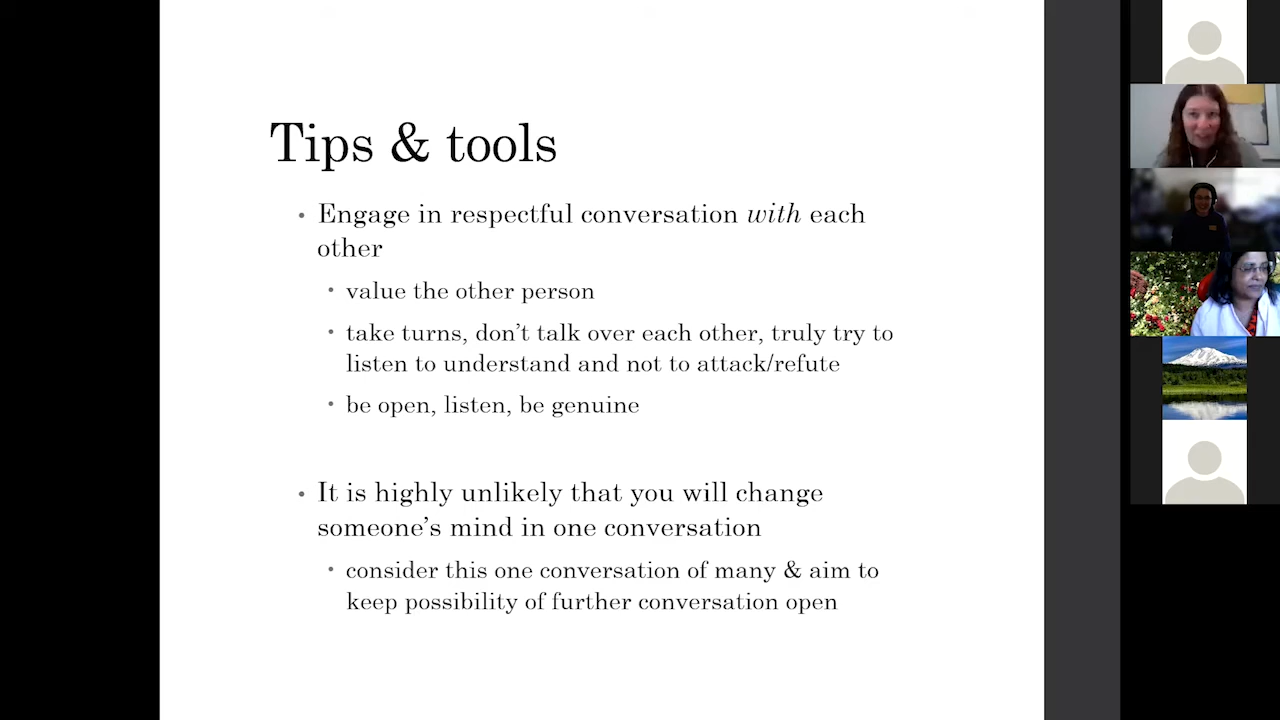 Tips & tools
• Engage in respectful conversation with each
other
• value the other person
• take turns, don’t talk over each other, truly try to
listen to understand and not to attack/refute
• be open, listen, be genuine
• It is highly unlikely that you will change
someone’s mind in one conversation
• consider this one conversation of many & aim to
keep possibility of further conversation open